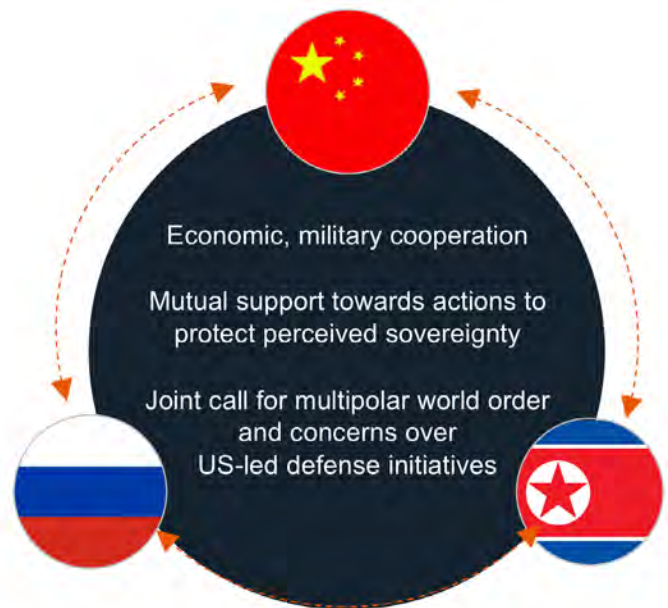 Economic, military cooperation
Mutual support towards actions to
protect perceived sovereignty
Joint call for multipolar world order
and concerns over
US-led defense initiatives